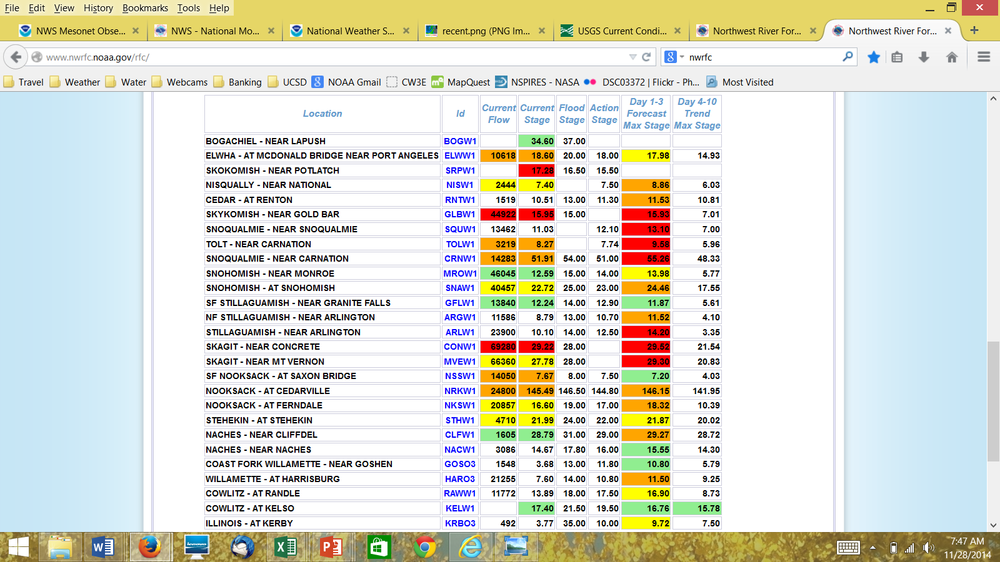 File Edit View History Bookmarks Tools Help
NWS Mesonet Obse... × NWS - National Mo... × National Weather S... × recent.png (PNG Im... × USGS Current Condi... × Northwest River For... × Northwest River For... × +
www.nwrfc.noaa.gov/rfc/ nwrfc
Travel Weather Water Webcams Banking UCSD NOAA Gmail CW3E MapQuest NSPIRES - NASA DSC03372 | Flickr - Ph... Most Visited
Location Id Current Flow Current Stage Flood Stage Action Stage Day 1-3 Forecast Max Stage Day 4-10 Trend Max Stage
BOGACHIEL - NEAR LAPUSH BOGW1 34.60 37.00
ELWHA - AT MCDONALD BRIDGE NEAR PORT ANGELES ELWW1 10618 18.60 20.00 18.00 17.98 14.93
SKOKOMISH - NEAR POTLATCH SRPW1 17.28 16.50 15.50
NISQUALLY - NEAR NATIONAL NISW1 2444 7.40 7.50 8.86 6.03
CEDAR - AT RENTON RNTW1 1519 10.51 13.00 11.30 11.53 10.81
SKYKOMISH - NEAR GOLD BAR GLBW1 44922 15.95 15.00 15.93 7.01
SNOQUALMIE - NEAR SNOQUALMIE SQUW1 13462 11.03 12.10 13.10 7.00
TOLT - NEAR CARNATION TOLW1 3219 8.27 7.74 9.58 5.96
SNOQUALMIE - NEAR CARNATION CRNW1 14283 51.91 54.00 51.00 55.26 48.33
SNOHOMISH - NEAR MONROE MROW1 46045 12.59 15.00 14.00 13.98 5.77
SNOHOMISH - AT SNOHOMISH SNAW1 40457 22.72 25.00 23.00 24.46 17.55
SF STILLAGUAMISH - NEAR GRANITE FALLS GFLW1 13840 12.24 14.00 12.90 11.87 5.61
NF STILLAGUAMISH - NEAR ARLINGTON ARGW1 11586 8.79 13.00 10.70 11.52 4.10
STILLAGUAMISH - NEAR ARLINGTON ARLW1 23900 10.10 14.00 12.50 14.20 3.35
SKAGIT - NEAR CONCRETE CONW1 69280 29.22 28.00 29.52 21.54
SKAGIT - NEAR MT VERNON MVEW1 66360 27.78 28.00 29.30 20.83
SF NOOKSACK - AT SAXON BRIDGE NSSW1 14050 7.67 8.00 7.50 7.20 4.03
NOOKSACK - AT CEDARVILLE NRKW1 24800 145.49 146.50 144.80 146.15 141.95
NOOKSACK - AT FERNDALE NKSW1 20857 16.60 19.00 17.00 18.32 10.39
STEHEKIN - AT STEHEKIN STHW1 4710 21.99 24.00 22.00 21.87 20.02
NACHES - NEAR CLIFFDEL CLFW1 1605 28.79 31.00 29.00 29.27 28.72
NACHES - NEAR NACHES NACW1 3086 14.67 17.80 16.00 15.55 14.30
COAST FORK WILLAMETTE - NEAR GOSHEN GOSO3 1548 3.68 13.00 11.80 10.80 5.79
WILLAMETTE - AT HARRISBURG HARO3 21255 7.60 14.00 10.80 11.50 9.25
COWLITZ - AT RANDLE RAWW1 11772 13.89 18.00 17.50 16.90 8.73
COWLITZ - AT KELSO KELW1 17.40 21.50 19.50 16.76 15.78
ILLINOIS - AT KERBY KRBO3 492 3.77 35.00 10.00 9.72 7.50
7:47 AM
11/28/2014